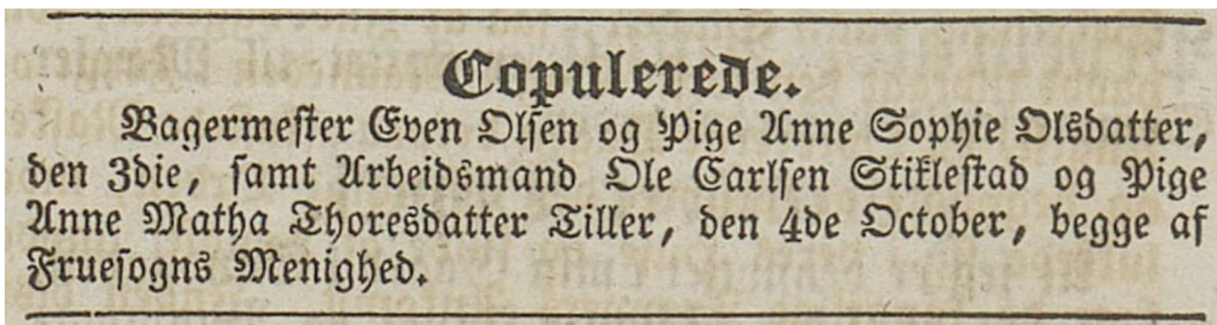 Copulerede.
Bagermester Even Olsen og Pige Anne Sophie Olsdatter,
den 3die, samt Arbeidsmand Ole Carlsen Stiklestad og Pige
Anne Matha Thoresdatter Tiller, den 4de October, begge af
Fruesogns Menighed.